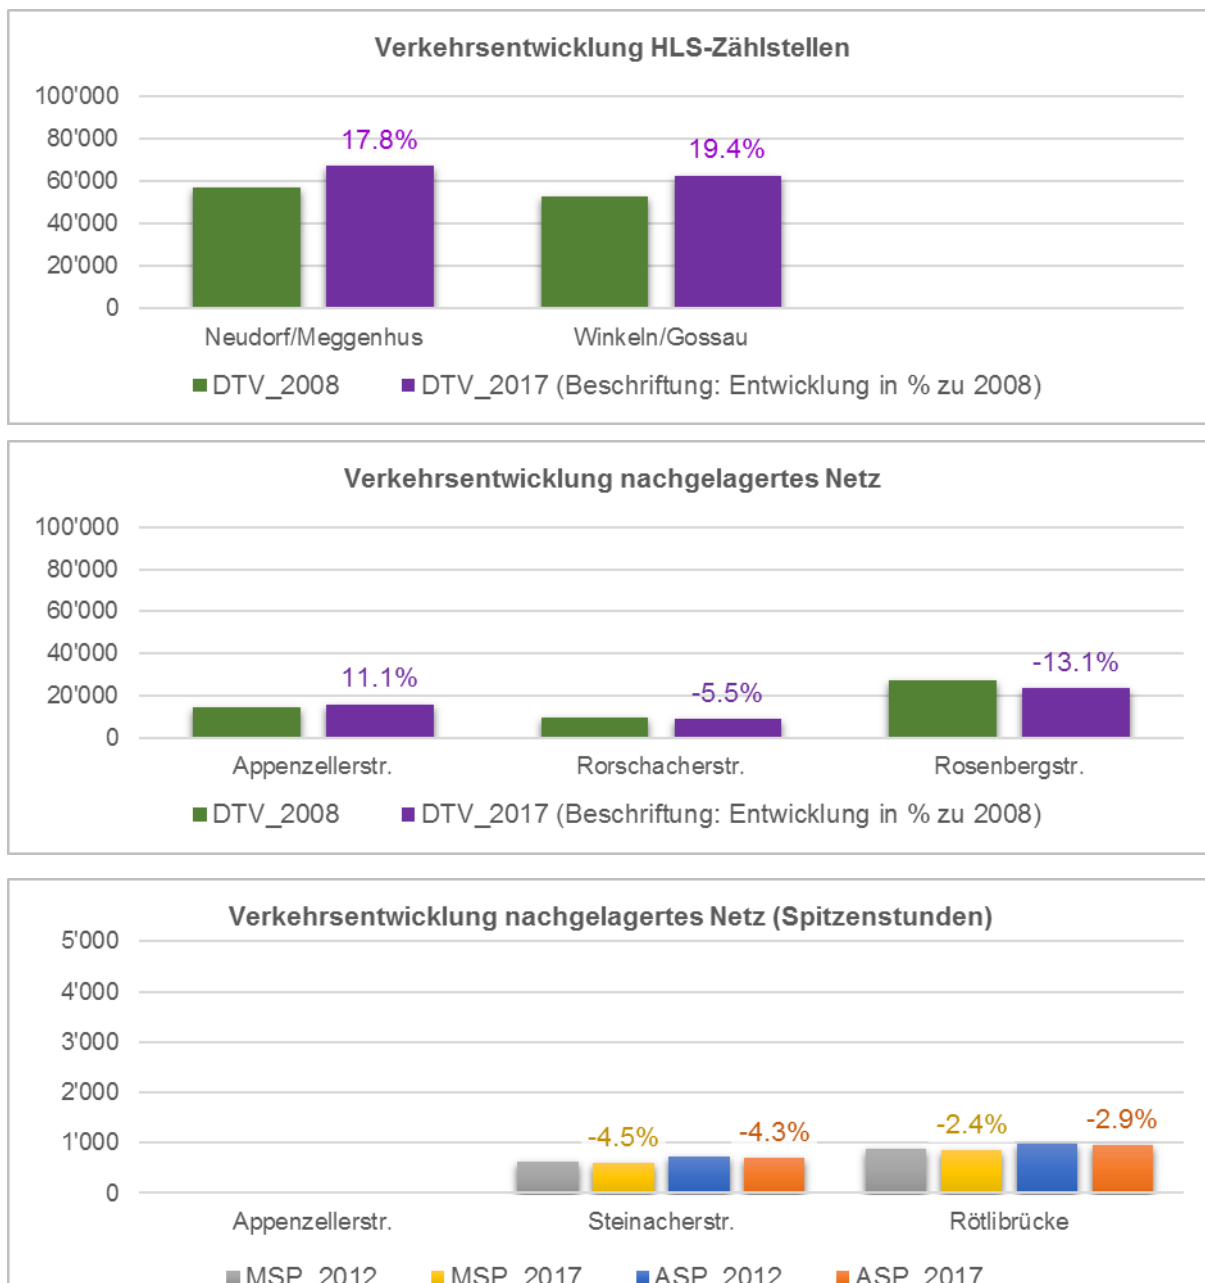 Verkehrsentwicklung HLS-Zählstellen
100'000
80'000
60'000
40'000
20'000
0
17.8%
19.4%
Neudorf/Meggenhus
Winkeln/Gossau
DTV_2008
DTV_2017 (Beschriftung: Entwicklung in % zu 2008)
Verkehrsentwicklung nachgelagertes Netz
100'000
80'000
60'000
40'000
20'000
0
11.1%
-5.5%
-13.1%
Appenzellerstr.
Rorschacherstr.
Rosenbergstr.
DTV_2008
DTV_2017 (Beschriftung: Entwicklung in % zu 2008)
Verkehrsentwicklung nachgelagertes Netz (Spitzenstunden)
5'000
4'000
3'000
2'000
1'000
0
-4.5%
-4.3%
-2.4%
-2.9%
Appenzellerstr.
Steinacherstr.
Rötlibrücke
MSP_2012
MSP_2017
ASP_2012
ASP_2017